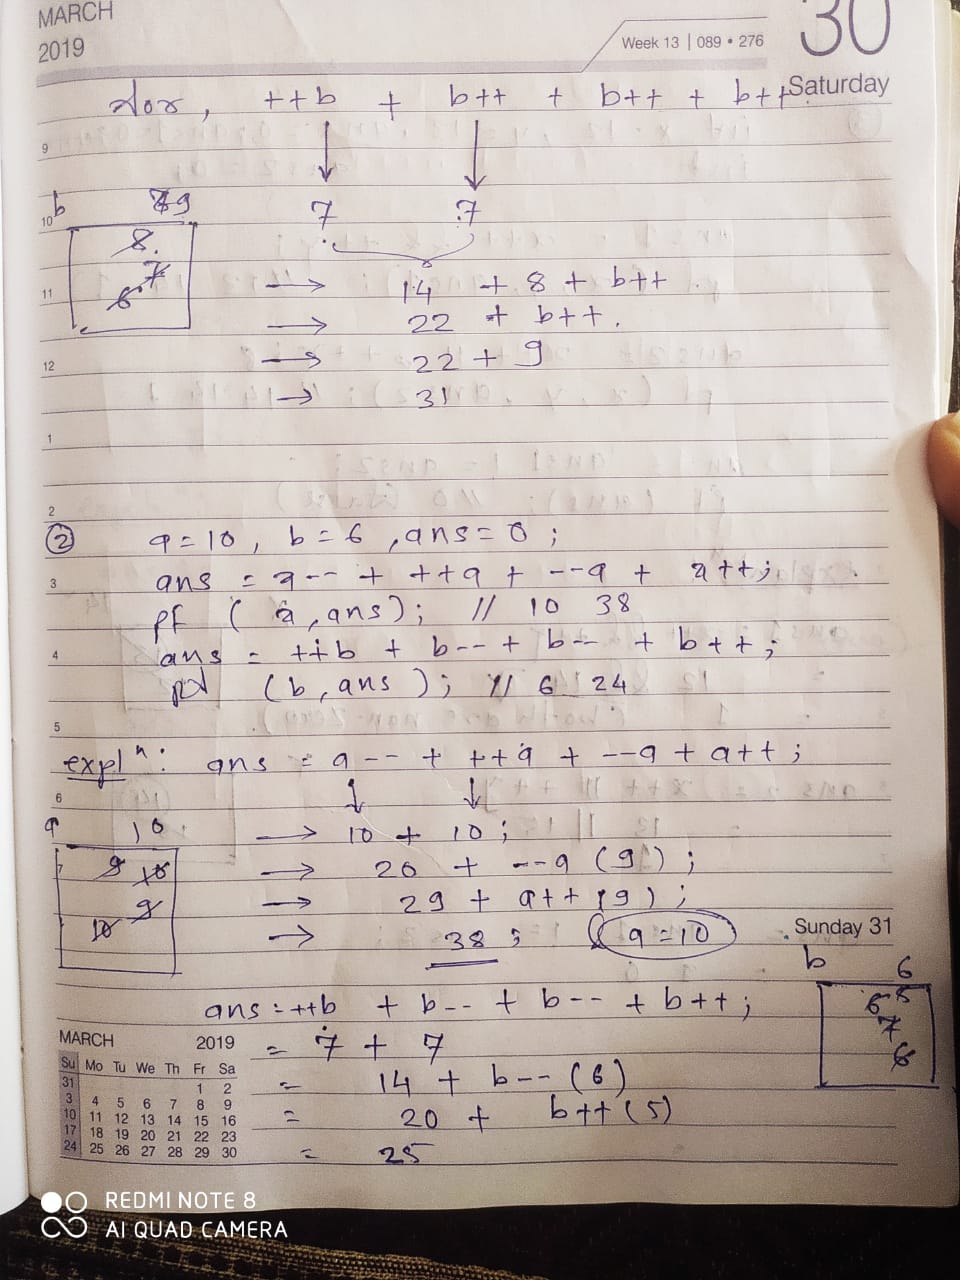 MARCH
2019
Week 13 | 089 • 276
30
Saturday
, ++b + b++ + b++ + b++
9
10
b 9
7 7
8.
7
6
11
→ 14 + 8 + b++
→ 22 + b++.
12
→ 22 + 9
→ 31
1
2
② a=10, b=6, ans=0;
3
ans = a-- + ++a + --a + a++;
pf (a, ans); // 10 38
4
ans = ++b + b-- + b-- + b++;
(b, ans); // 6 24
5
expl^n: ans = a-- + ++a + --a + a++;
6
a 10
→ 10 + 10;
9 10
→ 20 + --a (9);
9
→ 29 + a++ (9);
10
→ 38; a=10
Sunday 31
b 6
ans = ++b + b-- + b-- + b++;
6 5
7
6
= 7 + 7
= 14 + b-- (6)
= 20 + b++ (5)
= 25
MARCH 2019
Su Mo Tu We Th Fr Sa
31 1 2
3 4 5 6 7 8 9
10 11 12 13 14 15 16
17 18 19 20 21 22 23
24 25 26 27 28 29 30
REDMI NOTE 8
AI QUAD CAMERA